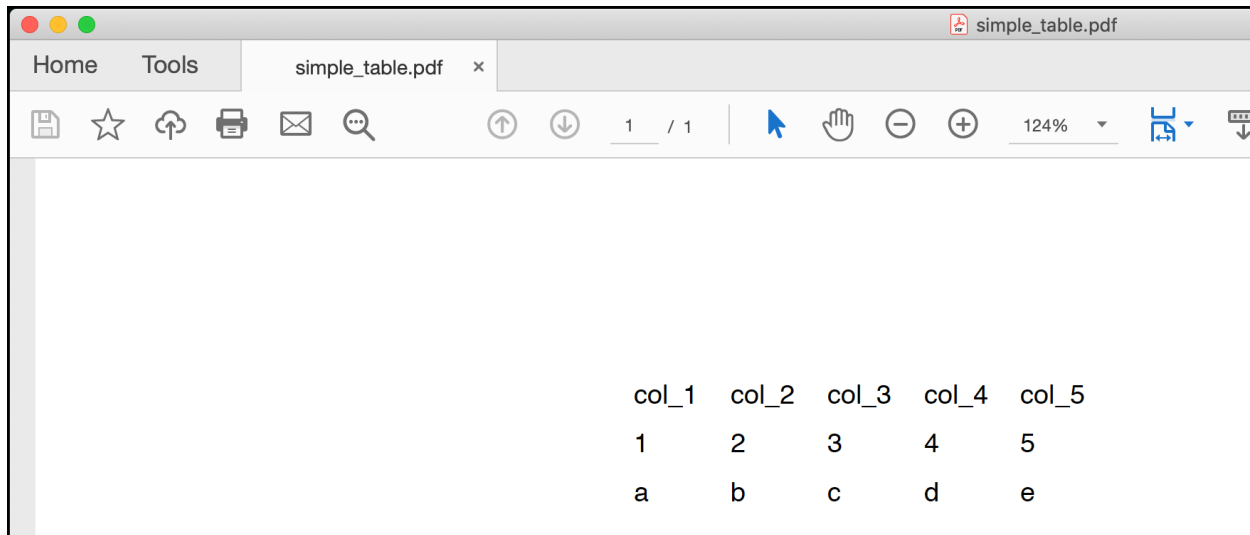 simple_table.pdf
Home Tools simple_table.pdf ×
1 / 1 124%
col_1 col_2 col_3 col_4 col_5
1 2 3 4 5
a b c d e